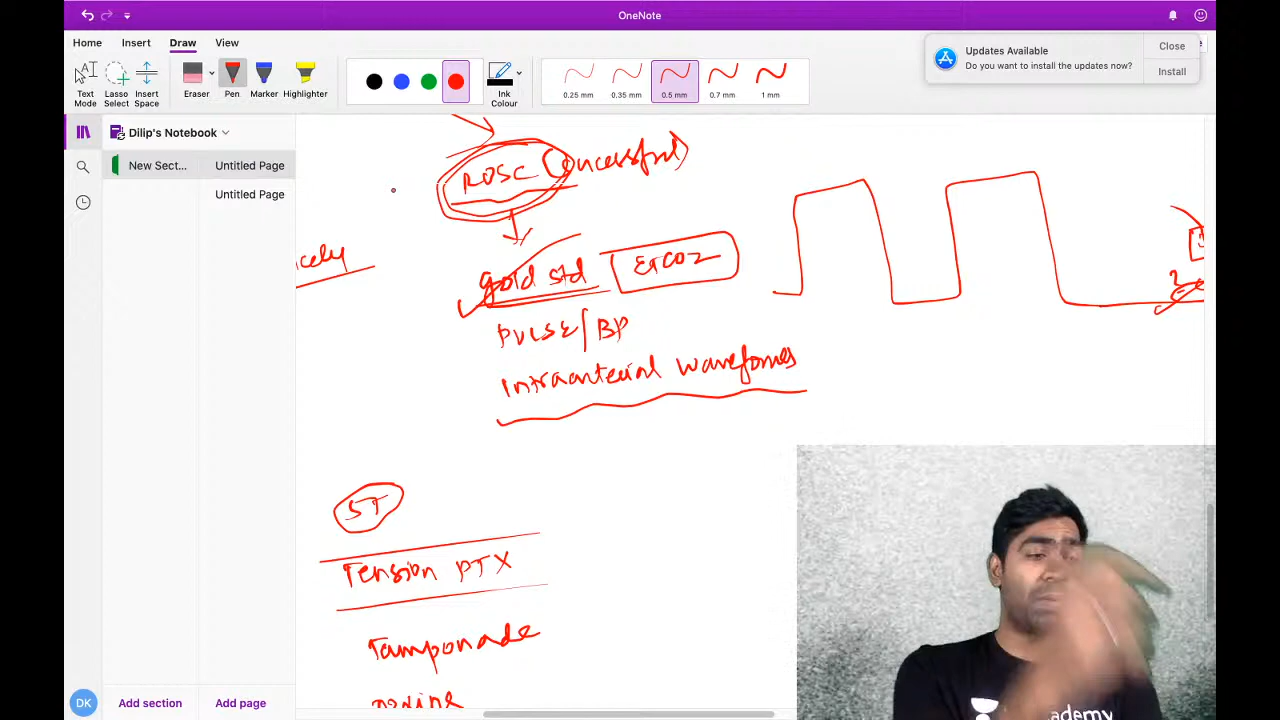 OneNote
Home Insert Draw View
Updates Available
Do you want to install the updates now?
Close
Install
Text Mode
Lasso Select
Insert Space
Eraser
Pen
Marker
Highlighter
Ink Colour
0.25 mm
0.35 mm
0.5 mm
0.7 mm
1 mm
Dilip's Notebook
New Sect...
Untitled Page
Untitled Page
ROSC (Successful)
gold std EtCO2
Pulse/BP
Intraarterial waveforms
5T
Tension PTX
Tamponade
DK
Add section
Add page
academy